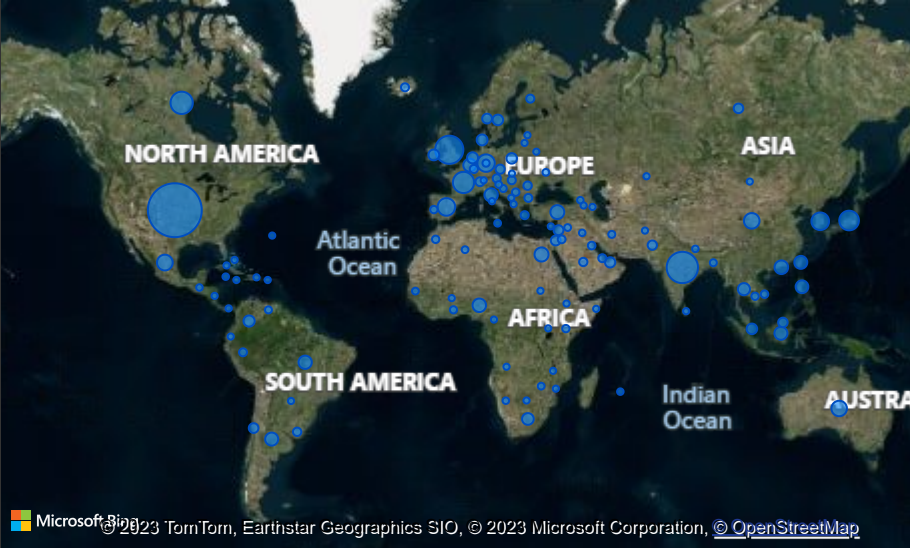 NORTH AMERICA
EUROPE
ASIA
Atlantic
Ocean
AFRICA
SOUTH AMERICA
Indian
Ocean
AUSTRA
Microsoft Bing
© 2023 TomTom, Earthstar Geographics SIO, © 2023 Microsoft Corporation, © OpenStreetMap